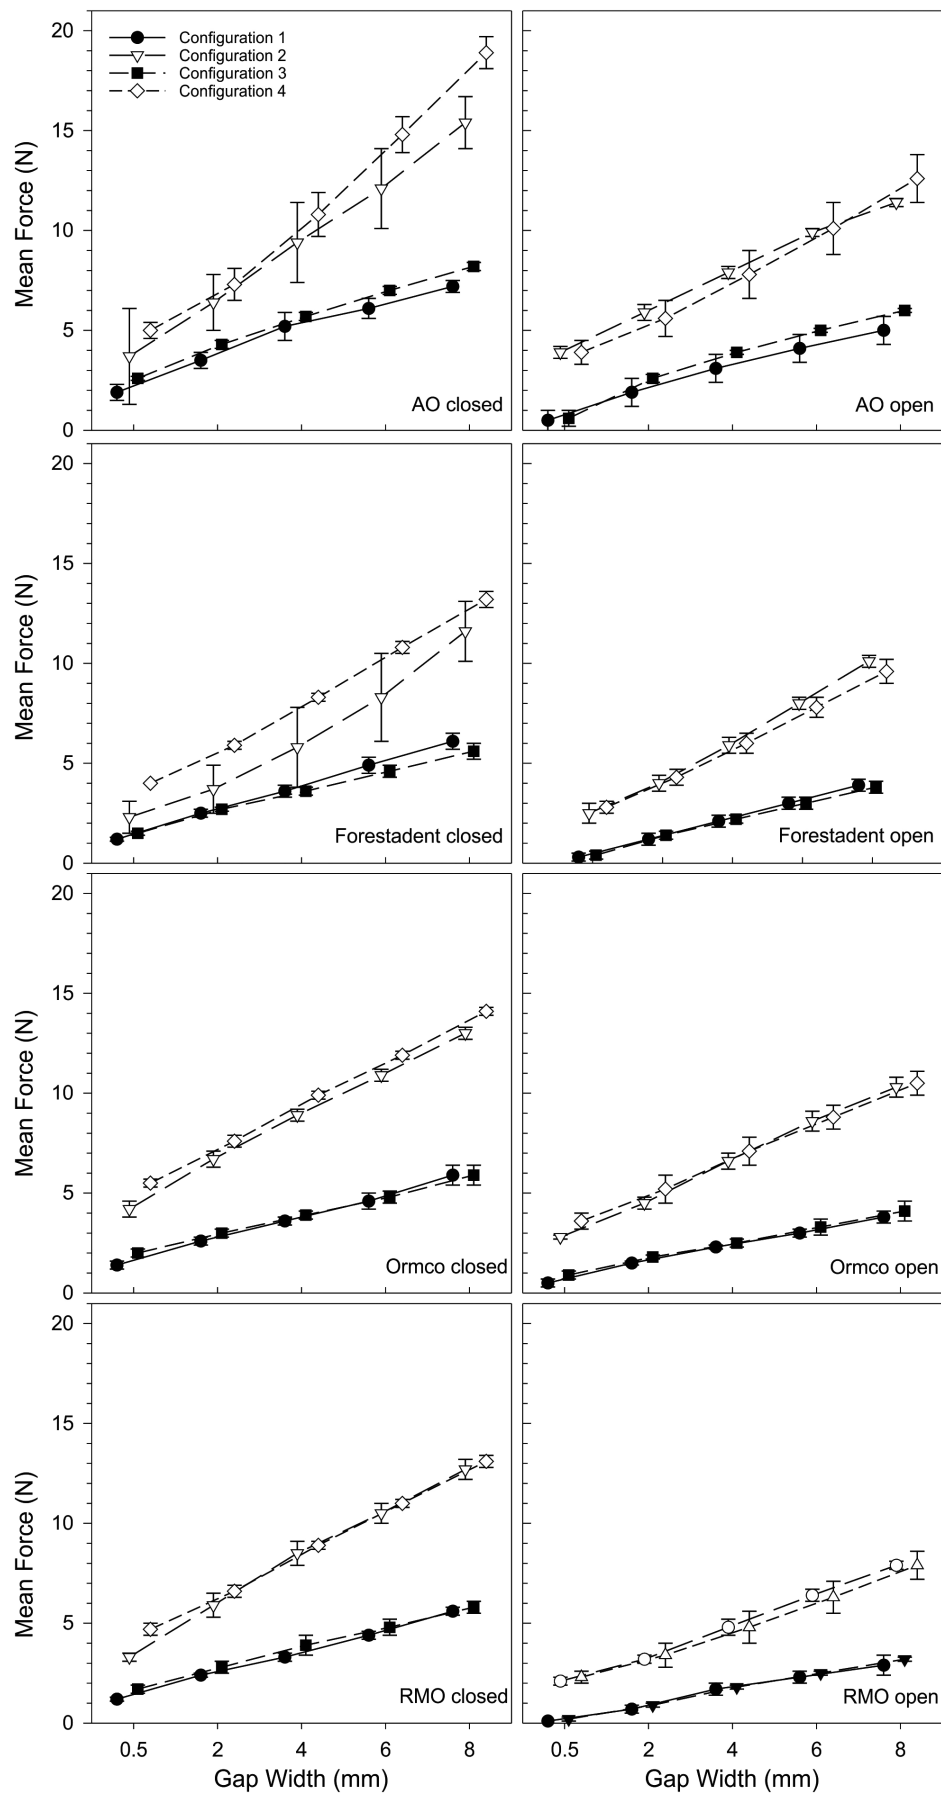 20
15
10
5
0
Mean Force (N)
Configuration 1
Configuration 2
Configuration 3
Configuration 4
AO closed
AO open
20
15
10
5
0
Mean Force (N)
Forestadent closed
Forestadent open
20
15
10
5
0
Mean Force (N)
Ormco closed
Ormco open
20
15
10
5
0
Mean Force (N)
RMO closed
RMO open
0.5 2 4 6 8
0.5 2 4 6 8
Gap Width (mm)
Gap Width (mm)